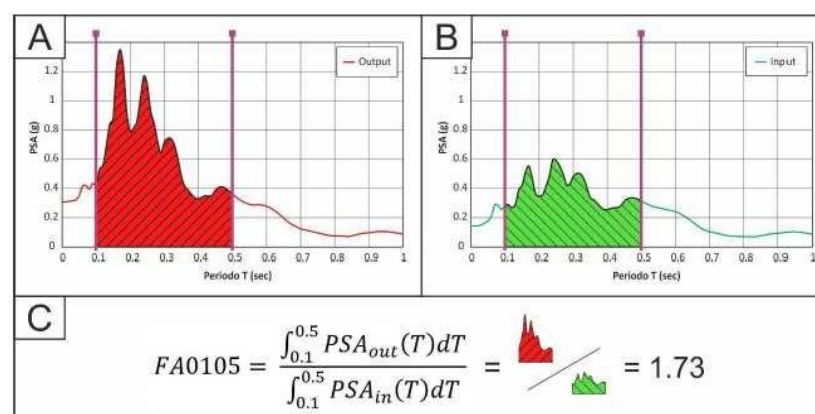 A
Output
PSA (g)
1.2
1
0.8
0.6
0.4
0.2
0
0 0.1 0.2 0.3 0.4 0.5 0.6 0.7 0.8 0.9 1
Periodo T (sec)
B
Input
PSA (g)
1.2
1
0.8
0.6
0.4
0.2
0
0 0.1 0.2 0.3 0.4 0.5 0.6 0.7 0.8 0.9 1
Periodo T (sec)
C
FA0105 = ∫_{0.1}^{0.5} PSA_{out}(T)dT / ∫_{0.1}^{0.5} PSA_{in}(T)dT = / = 1.73